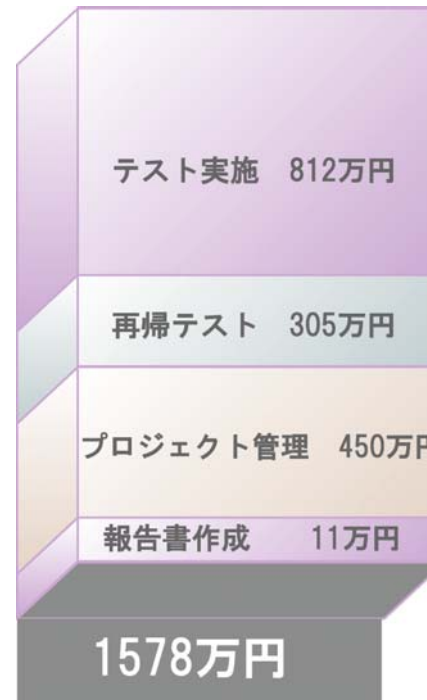 テスト実施 812万円
再帰テスト 305万円
プロジェクト管理 450万円
報告書作成 11万円
1578万円